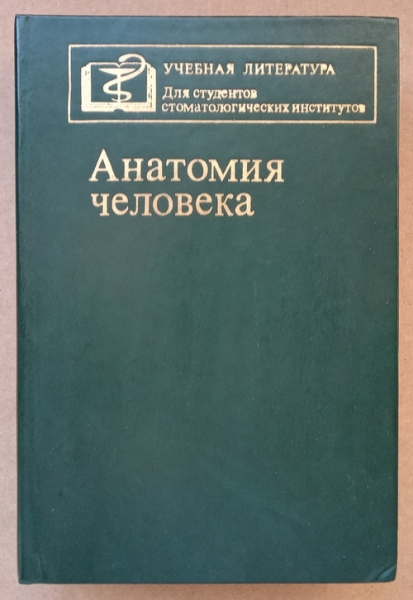 УЧЕБНАЯ ЛИТЕРАТУРА
Для студентов
стоматологических институтов
Анатомия
человека